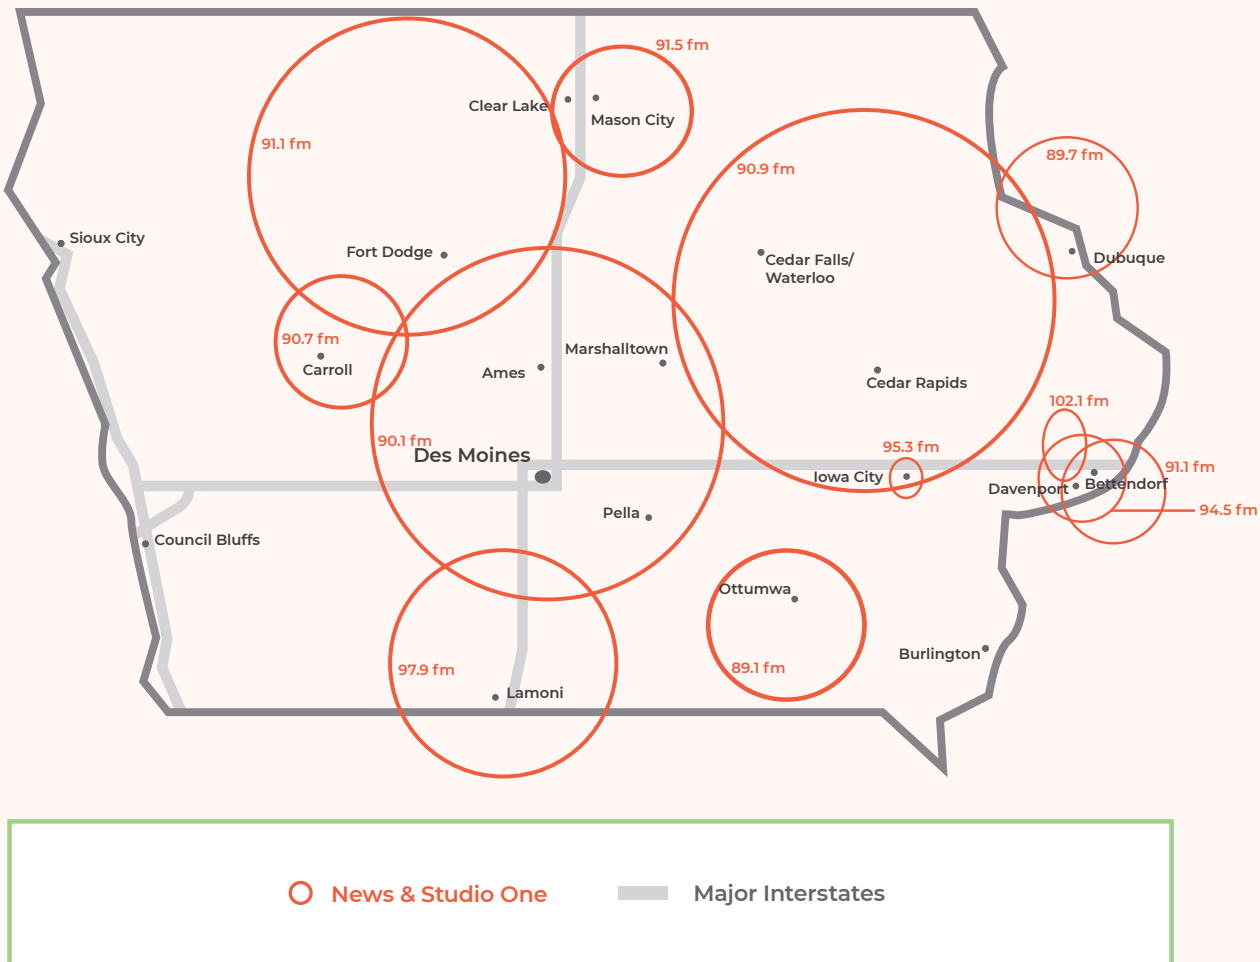 91.5 fm
Clear Lake
Mason City
91.1 fm
90.9 fm
89.7 fm
Sioux City
Fort Dodge
Cedar Falls/
Waterloo
Dubuque
90.7 fm
Carroll
Marshalltown
Ames
Cedar Rapids
102.1 fm
90.1 fm
Des Moines
95.3 fm
Iowa City
91.1 fm
Davenport
Bettendorf
94.5 fm
Pella
Council Bluffs
Ottumwa
89.1 fm
Burlington
97.9 fm
Lamoni
News & Studio One
Major Interstates